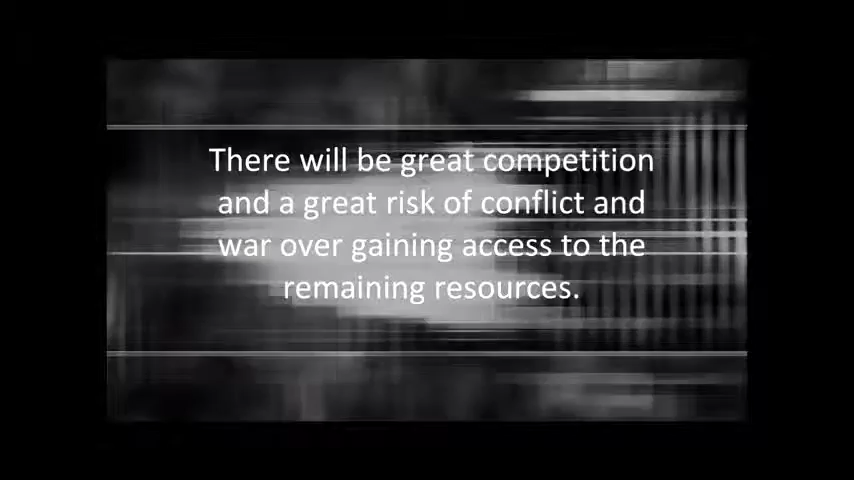 There will be great competition
and a great risk of conflict and
war over gaining access to the
remaining resources.